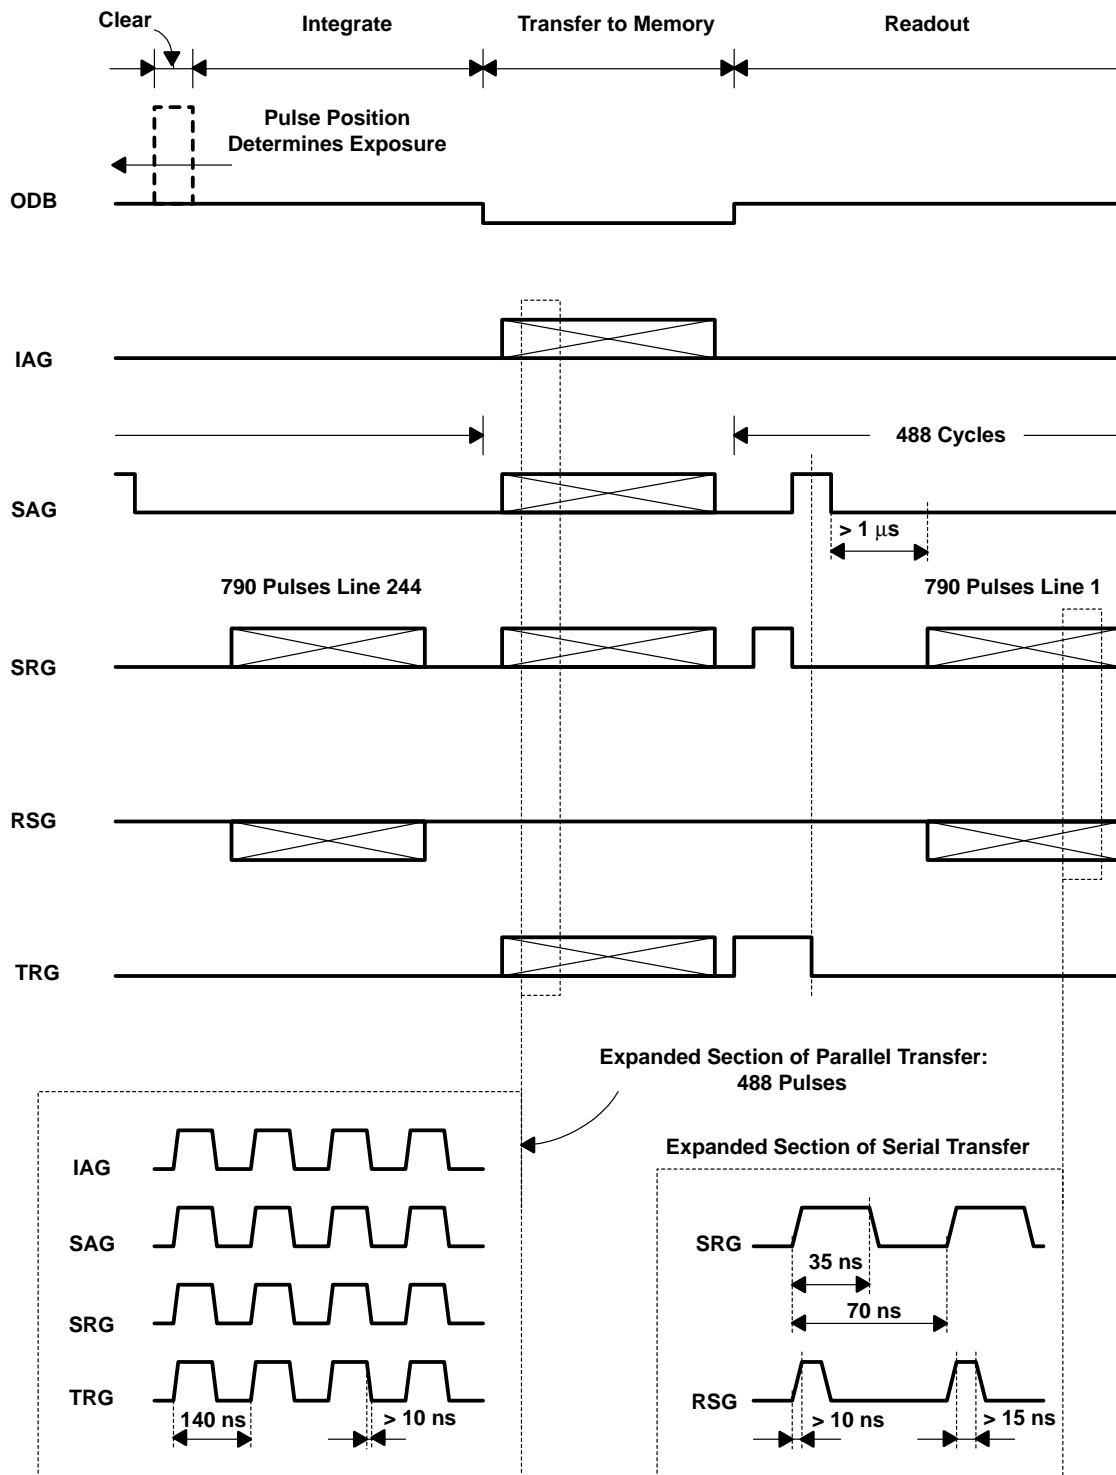 Clear
Integrate
Transfer to Memory
Readout
Pulse Position
Determines Exposure
ODB
IAG
488 Cycles
SAG
> 1 μs
790 Pulses Line 244
790 Pulses Line 1
SRG
RSG
TRG
Expanded Section of Parallel Transfer:
488 Pulses
Expanded Section of Serial Transfer
IAG
SAG
SRG
TRG
140 ns
> 10 ns
SRG
35 ns
70 ns
RSG
> 10 ns
> 15 ns